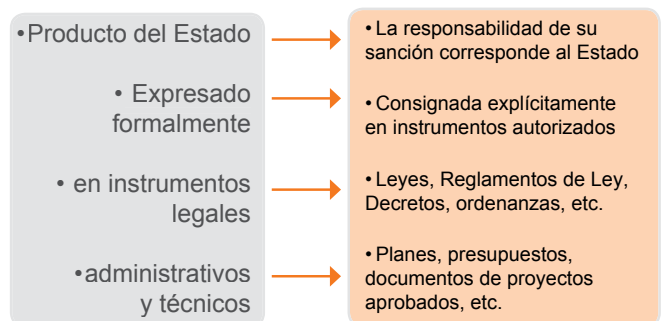 •Producto del Estado
• La responsabilidad de su
sanción corresponde al Estado
• Expresado
formalmente
• Consignada explícitamente
en instrumentos autorizados
• en instrumentos
legales
• Leyes, Reglamentos de Ley,
Decretos, ordenanzas, etc.
•administrativos
y técnicos
• Planes, presupuestos,
documentos de proyectos
aprobados, etc.